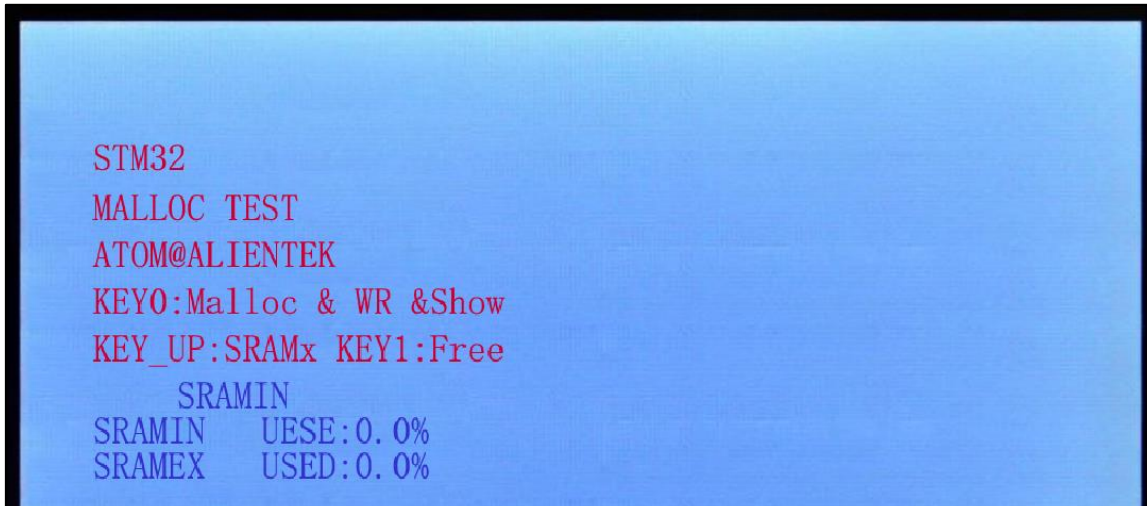 STM32
MALLOC TEST
ATOM@ALIENTEK
KEY0:Malloc & WR &Show
KEY_UP:SRAMx KEY1:Free
SRAMIN
SRAMIN UESE:0.0%
SRAMEX USED:0.0%